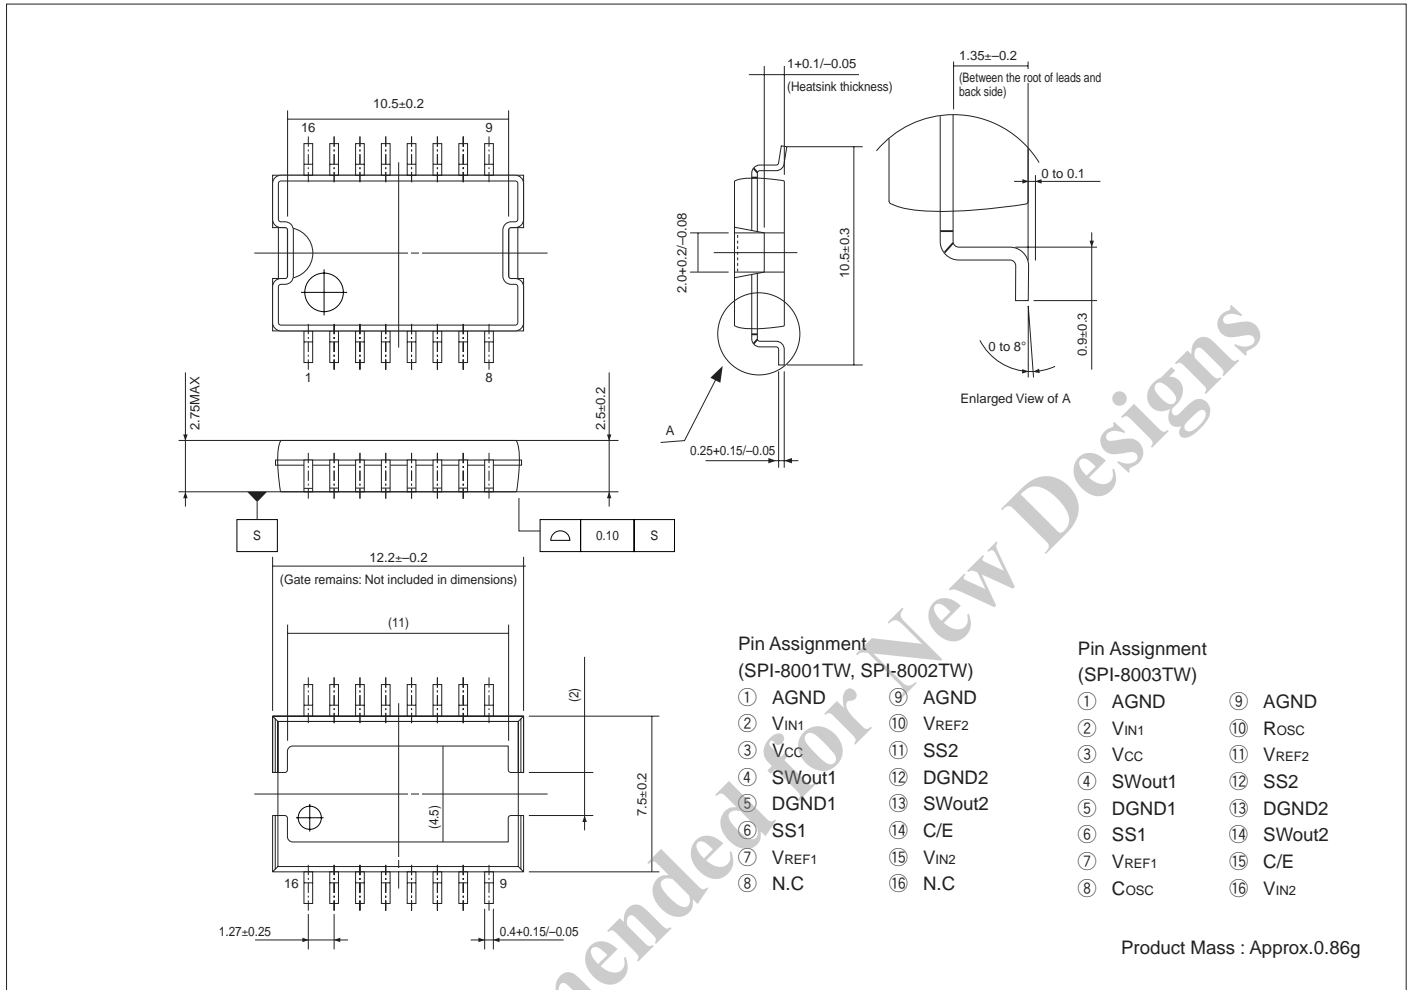 10.5±0.2
16
9
1
8
1+0.1/–0.05
(Heatsink thickness)
2.0+0.2/–0.08
10.5±0.3
A
0.25+0.15/–0.05
1.35±–0.2
(Between the root of leads and
back side)
0 to 0.1
0.9±0.3
0 to 8°
Enlarged View of A
2.75MAX
2.5±0.2
S
0.10
S
12.2±–0.2
(Gate remains: Not included in dimensions)
(11)
(2)
7.5±0.2
(4.5)
16
9
1.27±0.25
0.4+0.15/–0.05
Pin Assignment
(SPI-8001TW, SPI-8002TW)
① AGND
② VIN1
③ VCC
④ SWout1
⑤ DGND1
⑥ SS1
⑦ VREF1
⑧ N.C
⑨ AGND
⑩ VREF2
⑪ SS2
⑫ DGND2
⑬ SWout2
⑭ C/E
⑮ VIN2
⑯ N.C
Pin Assignment
(SPI-8003TW)
① AGND
② VIN1
③ VCC
④ SWout1
⑤ DGND1
⑥ SS1
⑦ VREF1
⑧ COSC
⑨ AGND
⑩ ROSC
⑪ VREF2
⑫ SS2
⑬ DGND2
⑭ SWout2
⑮ C/E
⑯ VIN2
Product Mass : Approx.0.86g
mended for New Designs